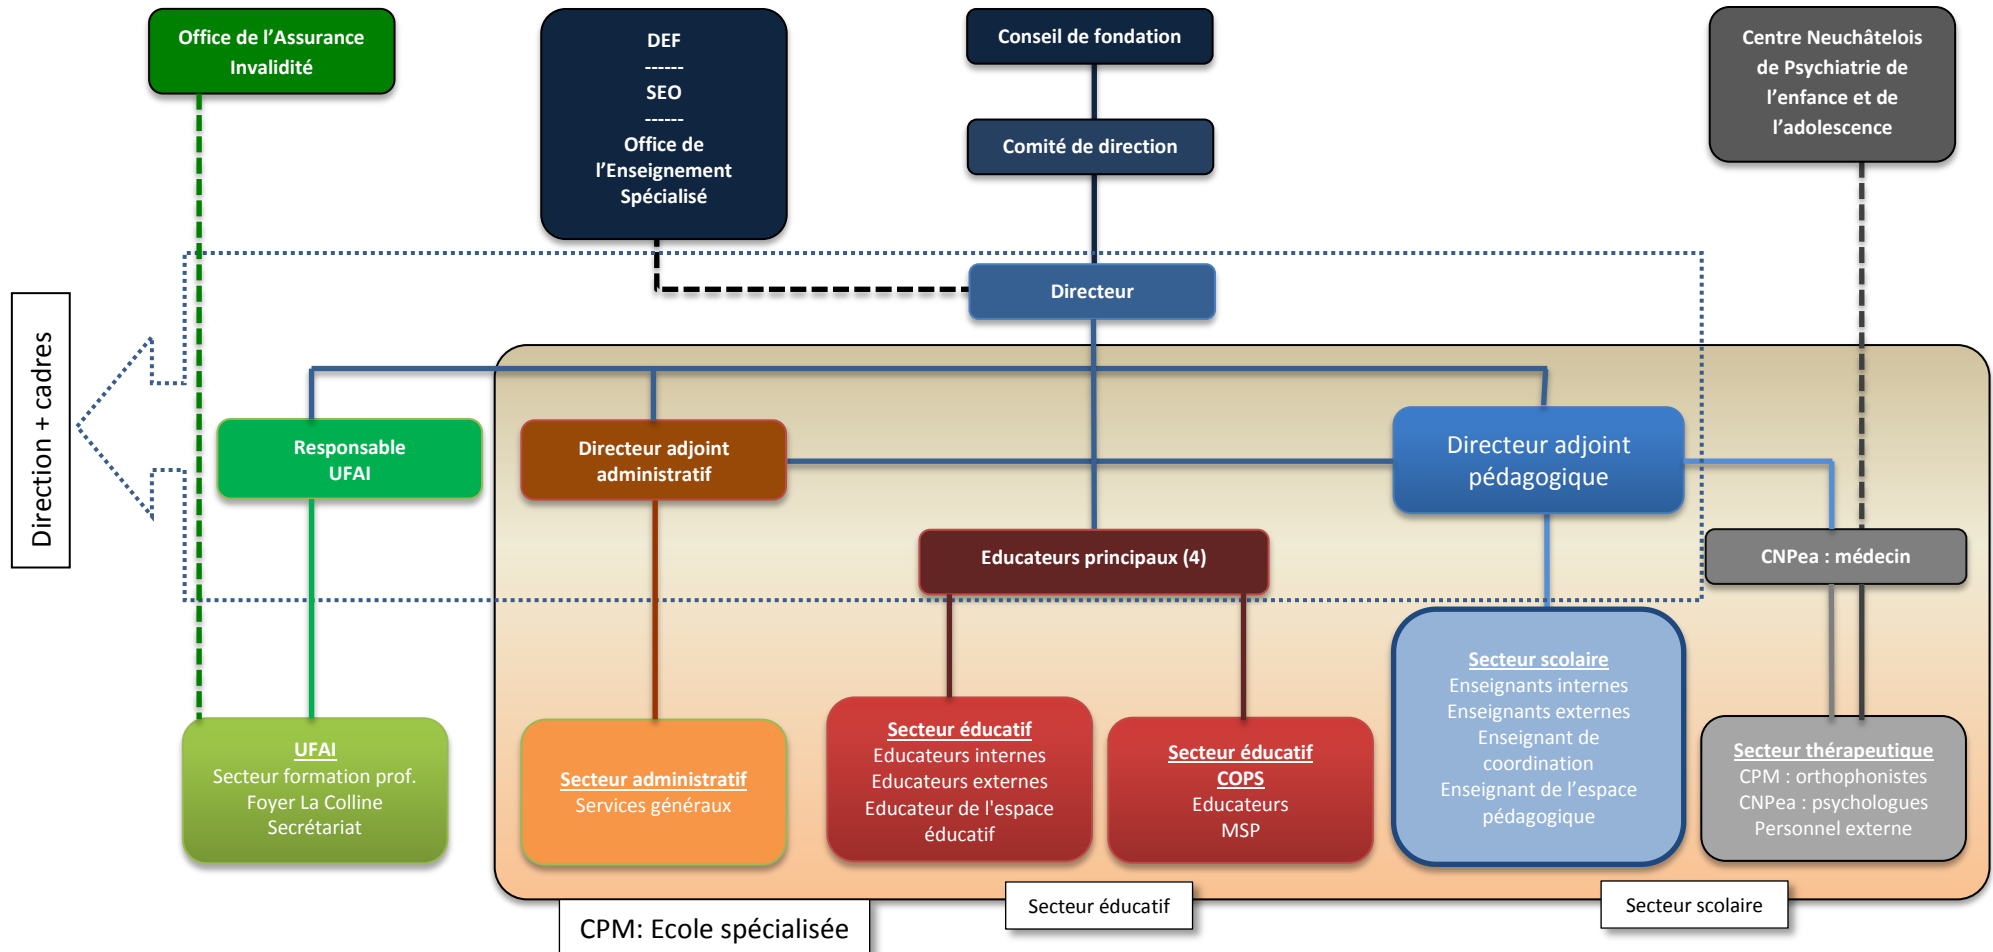 Office de l’Assurance
Invalidité
DEF
------
SEO
------
Office de
l’Enseignement
Spécialisé
Conseil de fondation
Comité de direction
Centre Neuchâtelois
de Psychiatrie de
l’enfance et de
l’adolescence
Directeur
Direction + cadres
Responsable
UFAI
Directeur adjoint
administratif
Directeur adjoint
pédagogique
Educateurs principaux (4)
CNPea : médecin
UFAI
Secteur formation prof.
Foyer La Colline
Secrétariat
Secteur administratif
Services généraux
Secteur éducatif
Educateurs internes
Educateurs externes
Educateur de l'espace
éducatif
Secteur éducatif
COPS
Educateurs
MSP
Secteur scolaire
Enseignants internes
Enseignants externes
Enseignant de
coordination
Enseignant de l’espace
pédagogique
Secteur thérapeutique
CPM : orthophonistes
CNPea : psychologues
Personnel externe
CPM: Ecole spécialisée
Secteur éducatif
Secteur scolaire